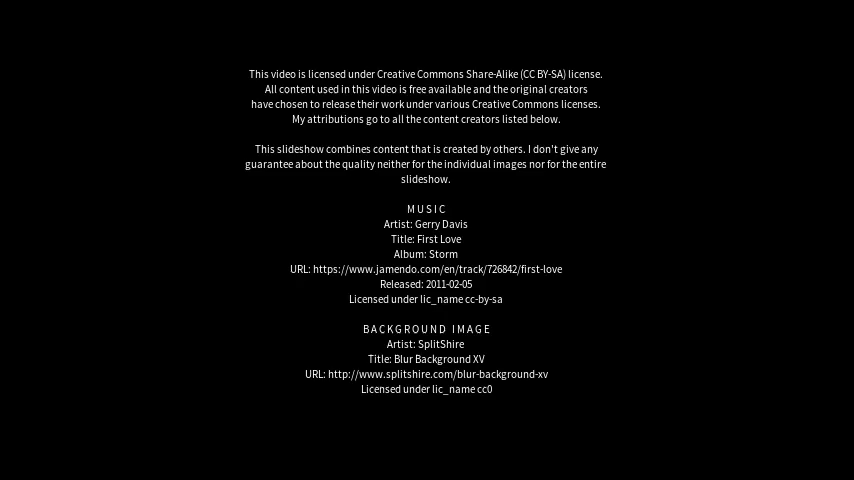 This video is licensed under Creative Commons Share-Alike (CC BY-SA) license.
All content used in this video is free available and the original creators
have chosen to release their work under various Creative Commons licenses.
My attributions go to all the content creators listed below.
This slideshow combines content that is created by others. I don't give any
guarantee about the quality neither for the individual images nor for the entire
slideshow.
MUSIC
Artist: Gerry Davis
Title: First Love
Album: Storm
URL: https://www.jamendo.com/en/track/726842/first-love
Released: 2011-02-05
Licensed under lic_name cc-by-sa
BACKGROUND IMAGE
Artist: SplitShire
Title: Blur Background XV
URL: http://www.splitshire.com/blur-background-xv
Licensed under lic_name cc0